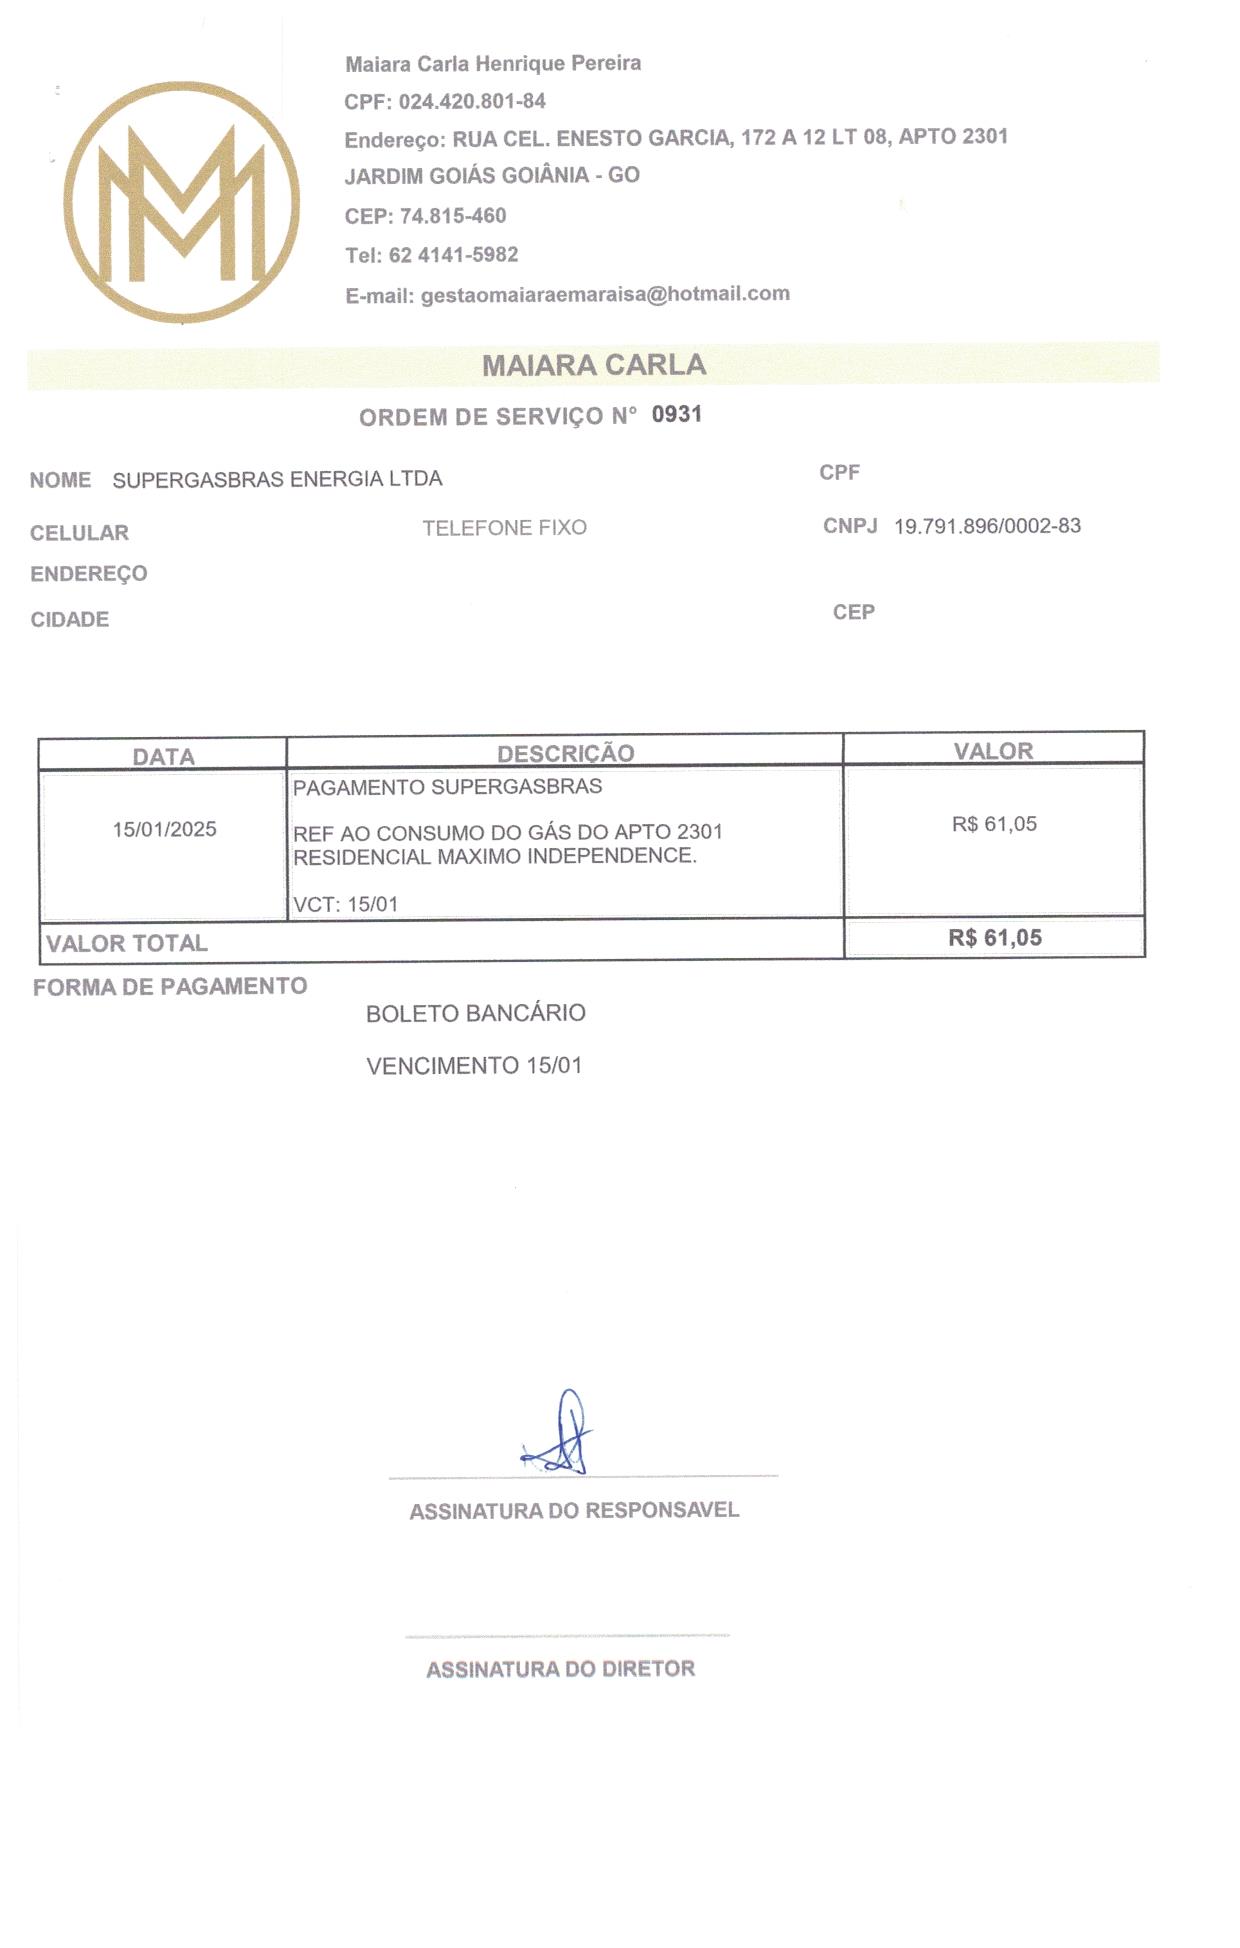 Maiara Carla Henrique Pereira
CPF: 024.420.801-84
Endereço: RUA CEL. ENESTO GARCIA, 172 A 12 LT 08, APTO 2301
JARDIM GOIÁS GOIÂNIA - GO
CEP: 74.815-460
Tel: 62 4141-5982
E-mail: gestaomaiaraemaraisa@hotmail.com
MAIARA CARLA
ORDEM DE SERVIÇO N° 0931
NOME SUPERGASBRAS ENERGIA LTDA CPF
CELULAR TELEFONE FIXO CNPJ 19.791.896/0002-83
ENDEREÇO
CIDADE CEP
DATA DESCRIÇÃO VALOR
PAGAMENTO SUPERGASBRAS
15/01/2025 REF AO CONSUMO DO GÁS DO APTO 2301 R$ 61,05
RESIDENCIAL MAXIMO INDEPENDENCE.
VCT: 15/01
VALOR TOTAL R$ 61,05
FORMA DE PAGAMENTO
BOLETO BANCÁRIO
VENCIMENTO 15/01
ASSINATURA DO RESPONSAVEL
ASSINATURA DO DIRETOR